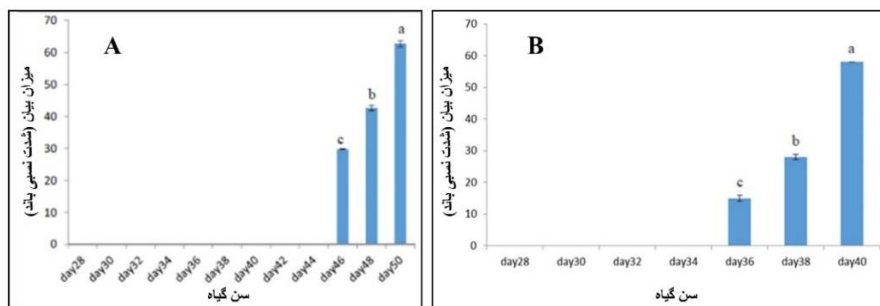 A
میزان بیان (شدت نسبی باند)
70
60
50
40
30
20
10
0
c
b
a
day28
day30
day32
day34
day36
day38
day40
day42
day44
day46
day48
day50
سن گیاه
B
میزان بیان (شدت نسبی باند)
70
60
50
40
30
20
10
0
c
b
a
day28
day30
day32
day34
day36
day38
day40
سن گیاه